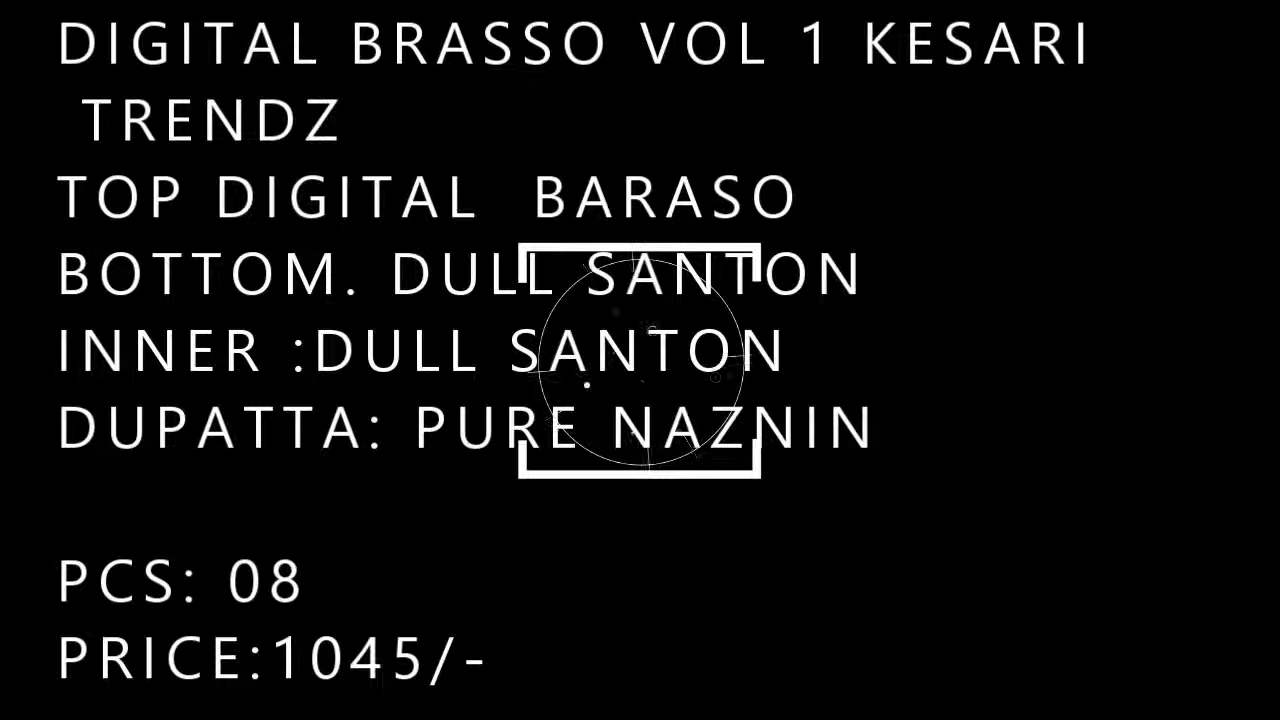 DIGITAL BRASSO VOL 1 KESARI
TRENDZ
TOP DIGITAL BARASO
BOTTOM. DULL SANTON
INNER :DULL SANTON
DUPATTA: PURE NAZNIN
PCS: 08
PRICE:1045/-